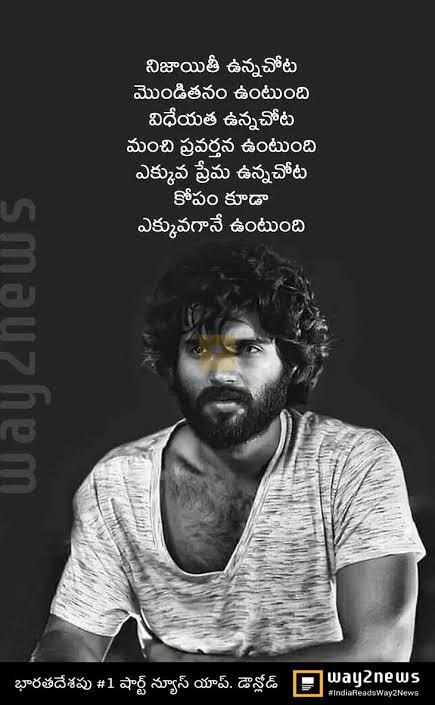 నిజాయితీ ఉన్నచోట
మొండితనం ఉంటుంది
విధేయత ఉన్నచోట
మంచి ప్రవర్తన ఉంటుంది
ఎక్కువ ప్రేమ ఉన్నచోట
కోపం కూడా
ఎక్కువగానే ఉంటుంది
way2news
భారతదేశపు #1 షార్ట్ న్యూస్ యాప్. డౌన్లోడ్
way2news
#IndiaReadsWay2News